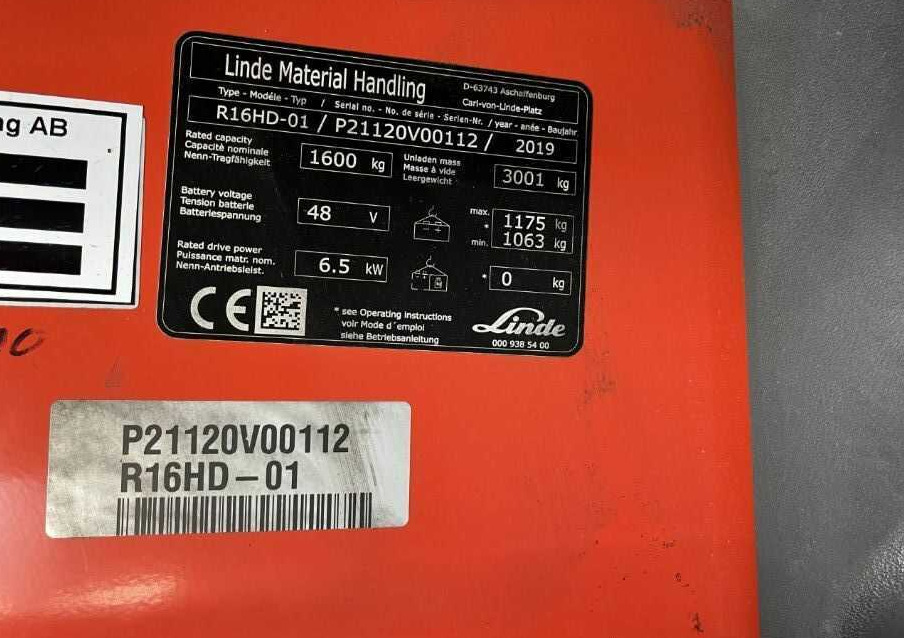 ng AB
Linde Material Handling
D-63743 Aschaffenburg
Carl-von-Linde-Platz
Type - Modéle - Typ / Serial no. - No. de série - Serien-Nr. / year - anée - Baujahr
R16HD-01 / P21120V00112 / 2019
Rated capacity
Capacité nominale
Nenn-Tragfähigkeit
1600 kg
Unladen mass
Masse à vide
Leergewicht
3001 kg
Battery voltage
Tension batterie
Batteriespannung
48 V
max. 1175 kg
*
min. 1063 kg
Rated drive power
Puissance matr. nom.
Nenn-Antriebsleist.
6.5 kW
* 0 kg
CE
* see Operating instructions
voir Mode d'emploi
siehe Betriebsanleitung
Linde
000 938 54 00
P21120V00112
R16HD-01